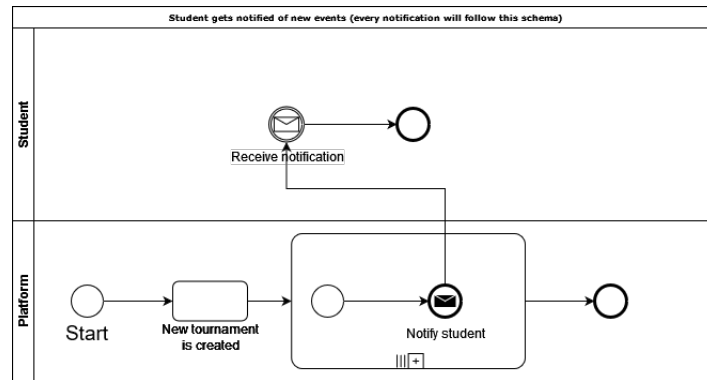 Student gets notified of new events (every notification will follow this schema)
Student
Receive notification
Platform
Start
New tournament
is created
Notify student